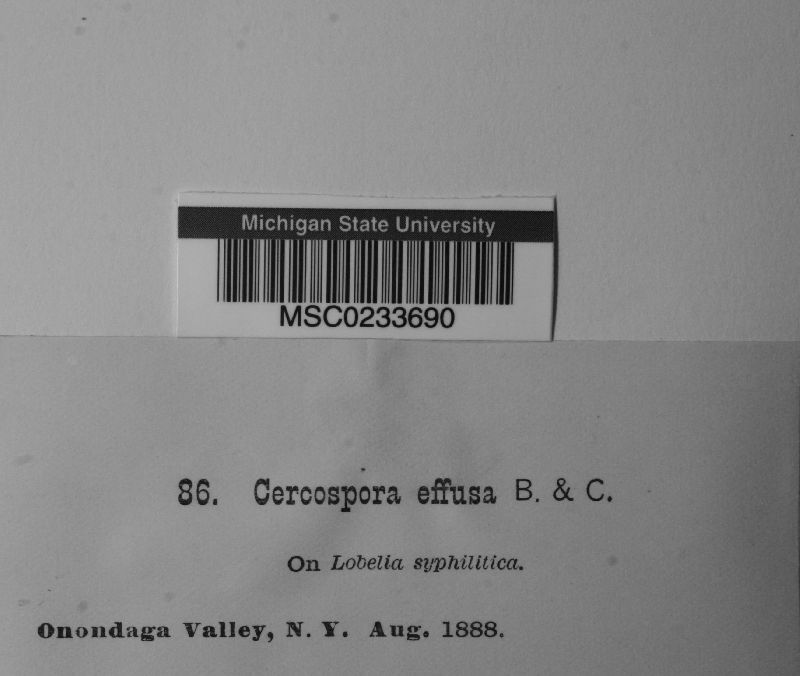 Michigan State University
MSC0233690
86. Cercospora effusa B. & C.
On Lobelia syphilitica.
Onondaga Valley, N. Y. Aug. 1888.